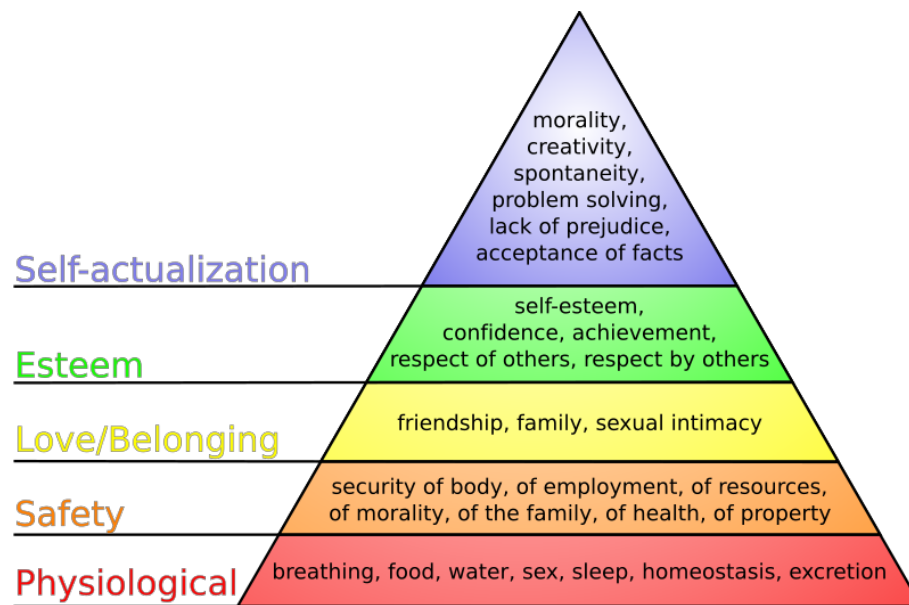 morality,
creativity,
spontaneity,
problem solving,
lack of prejudice,
acceptance of facts
Self-actualization
self-esteem,
confidence, achievement,
respect of others, respect by others
Esteem
friendship, family, sexual intimacy
Love/Belonging
security of body, of employment, of resources,
of morality, of the family, of health, of property
Safety
breathing, food, water, sex, sleep, homeostasis, excretion
Physiological